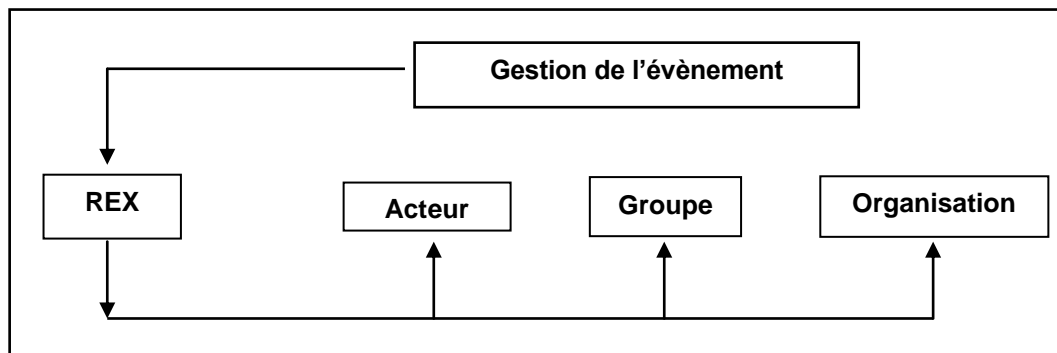 Gestion de l’évènement
REX
Acteur
Groupe
Organisation